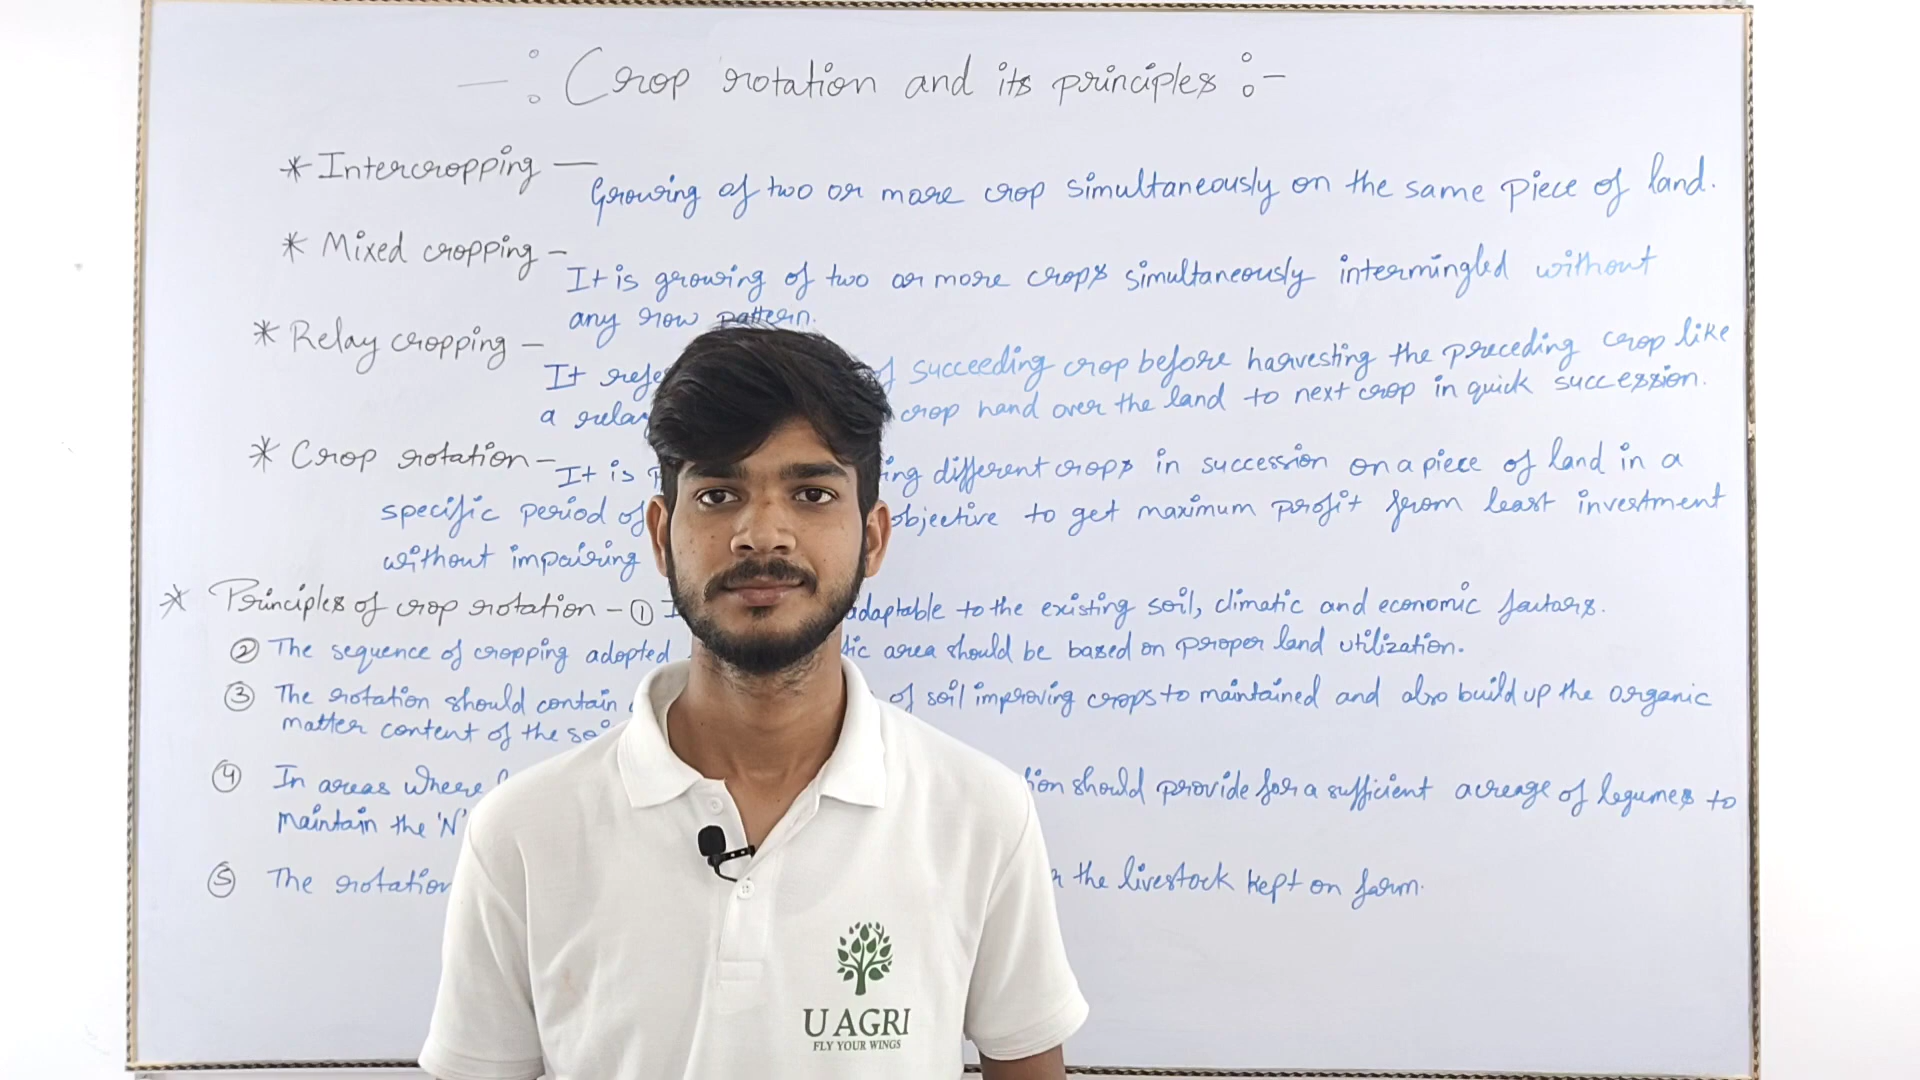 -: Crop rotation and its principles :-
* Intercropping — Growing of two or more crop simultaneously on the same piece of land.
* Mixed cropping - It is growing of two or more crops simultaneously intermingled without
any row pattern.
* Relay cropping - It of succeeding crop before harvesting the preceding crop like
a crop hand over the land to next crop in quick succession.
* Crop rotation - It is different crops in succession on a piece of land in a
specific period of objective to get maximum profit from least investment
without impairing
* Principles of crop rotation - ① adaptable to the existing soil, climatic and economic factors.
② The sequence of cropping adopted area should be based on proper land utilization.
③ The rotation should contain of soil improving crops to maintained and also build up the organic
matter content of the
④ In areas where should provide for a sufficient acreage of legumes to
maintain the 'N'
⑤ The rotation the livestock kept on farm.
U AGRI
FLY YOUR WINGS